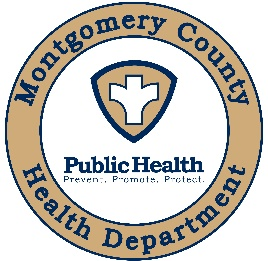 Montgomery County
Public Health
Prevent. Promote. Protect.
Health Department